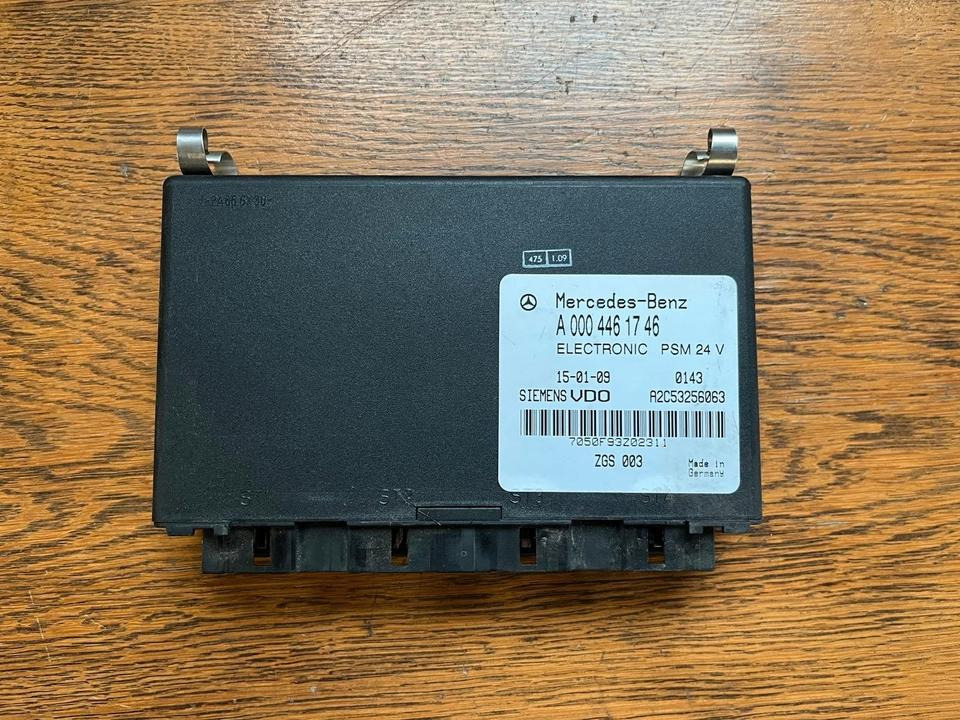 475 1.09
Mercedes-Benz
A 000 446 17 46
ELECTRONIC PSM 24 V
15-01-09 0143
SIEMENS VDO A2C53256063
7050F93Z02311
ZGS 003
Made in
Germany